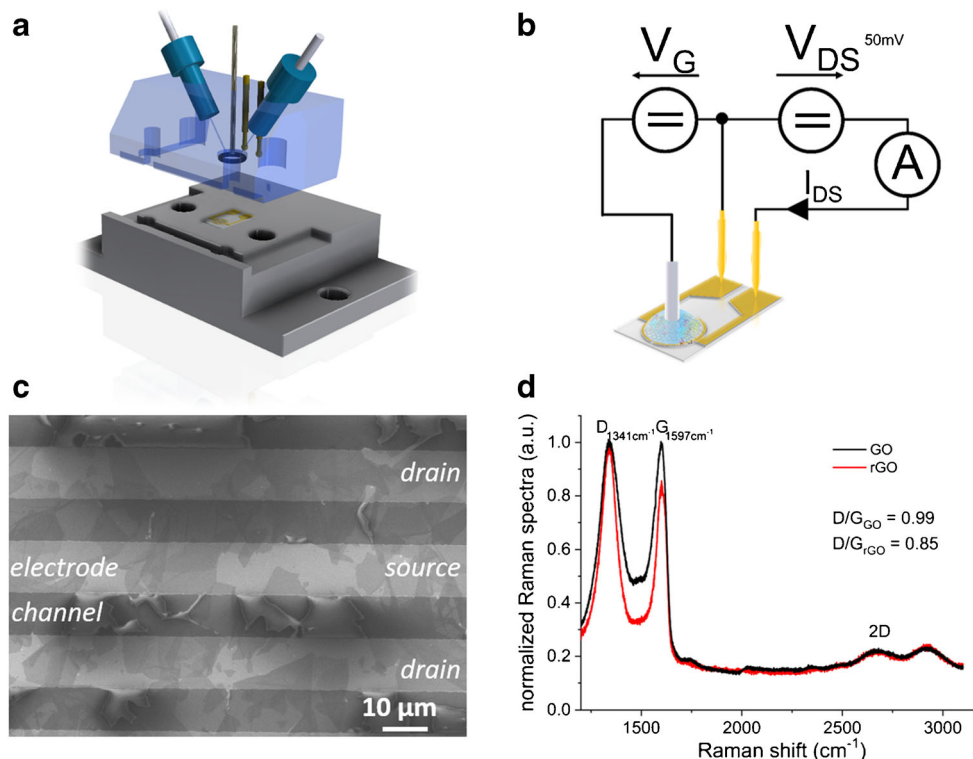 a
b
V_G
V_DS 50mV
=
=
A
I_DS
c
drain
electrode
source
channel
drain
10 µm
d
D_1341cm⁻¹ G_1597cm⁻¹
GO
rGO
D/G_GO = 0.99
D/G_rGO = 0.85
2D
1.0
0.8
0.6
0.4
0.2
0.0
normalized Raman spectra (a.u.)
1500 2000 2500 3000
Raman shift (cm⁻¹)